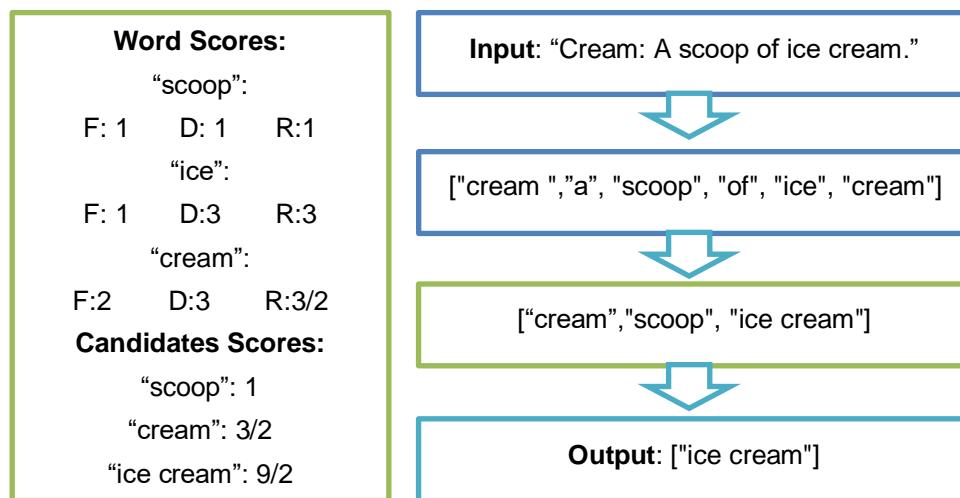 Word Scores:
“scoop”:
F: 1 D: 1 R:1
“ice”:
F: 1 D:3 R:3
“cream”:
F:2 D:3 R:3/2
Candidates Scores:
“scoop”: 1
“cream”: 3/2
“ice cream”: 9/2
Input: “Cream: A scoop of ice cream.”
["cream ",”a”, "scoop", "of", "ice", "cream"]
[“cream”,"scoop", "ice cream"]
Output: ["ice cream"]